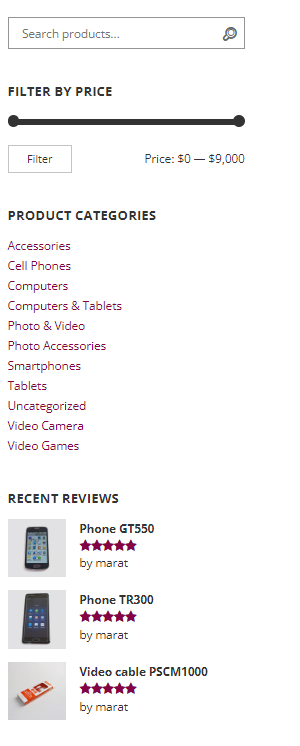 Search products...
FILTER BY PRICE
Filter
Price: $0 — $9,000
PRODUCT CATEGORIES
Accessories
Cell Phones
Computers
Computers & Tablets
Photo & Video
Photo Accessories
Smartphones
Tablets
Uncategorized
Video Camera
Video Games
RECENT REVIEWS
Phone GT550
by marat
Phone TR300
by marat
Video cable PSCM1000
by marat